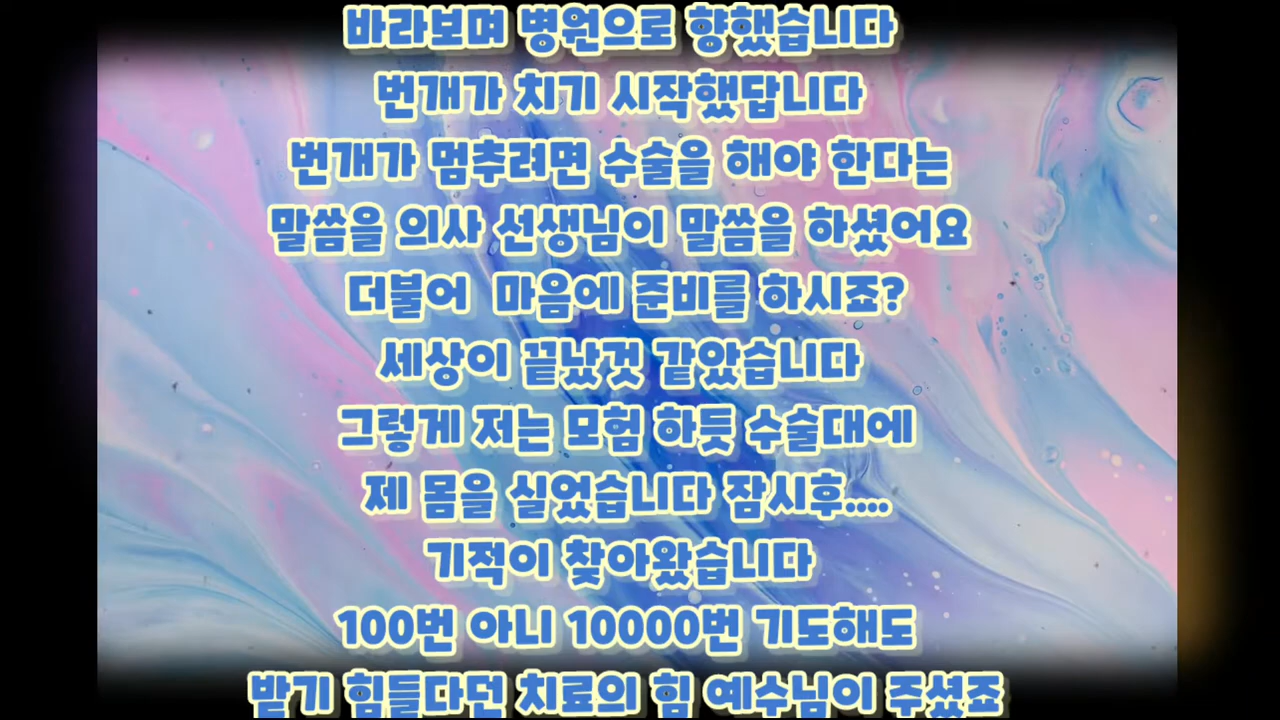 바라보며 병원으로 향했습니다
번개가 치기 시작했답니다
번개가 멈추려면 수술을 해야 한다는
말씀을 의사 선생님이 말씀을 하셨어요
더불어 마음에 준비를 하시죠?
세상이 끝났것 같았습니다
그렇게 저는 모험 하듯 수술대에
제 몸을 실었습니다 잠시후....
기적이 찾아왔습니다
100번 아니 10000번 기도해도
받기 힘들다던 치료의 힘 예수님이 주셨죠